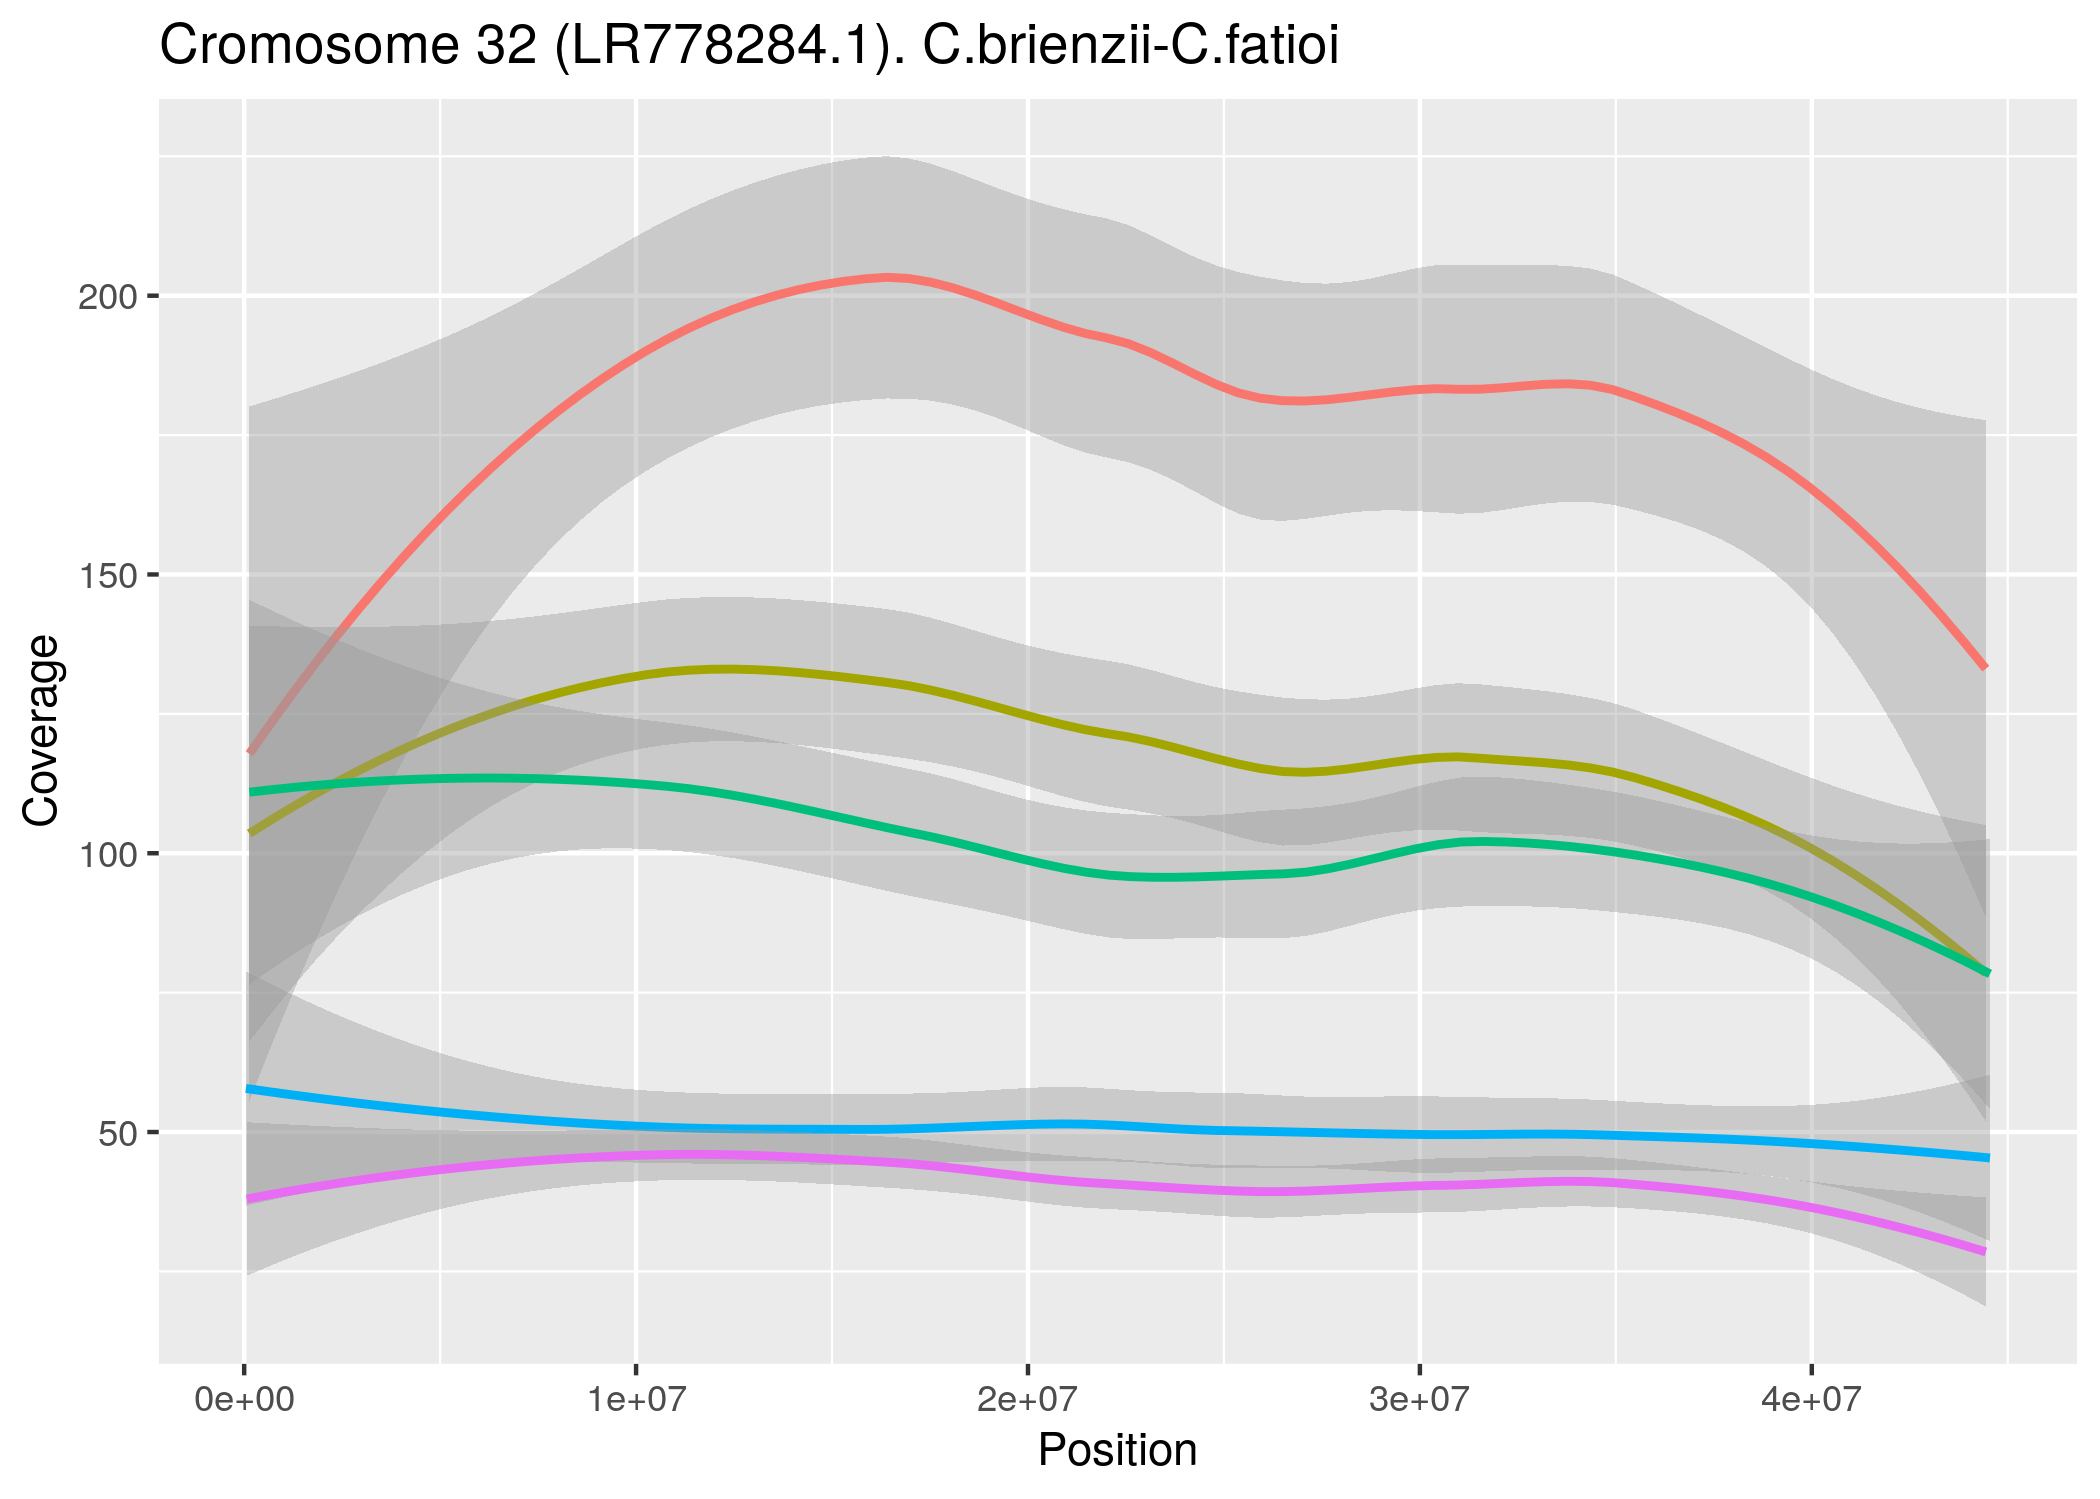 Cromosome 32 (LR778284.1). C.brienzii-C.fatioi
200
150
100
50
Coverage
0e+00 1e+07 2e+07 3e+07 4e+07
Position